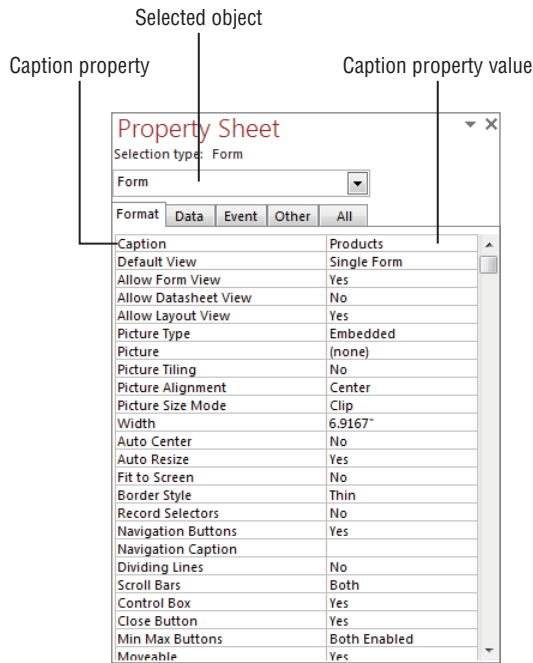 Selected object
Caption property Caption property value
Property Sheet
Selection type: Form
Form
Format Data Event Other All
Caption Products
Default View Single Form
Allow Form View Yes
Allow Datasheet View No
Allow Layout View Yes
Picture Type Embedded
Picture (none)
Picture Tiling No
Picture Alignment Center
Picture Size Mode Clip
Width 6.9167"
Auto Center No
Auto Resize Yes
Fit to Screen No
Border Style Thin
Record Selectors No
Navigation Buttons Yes
Navigation Caption
Dividing Lines No
Scroll Bars Both
Control Box Yes
Close Button Yes
Min Max Buttons Both Enabled
Moveable Yes